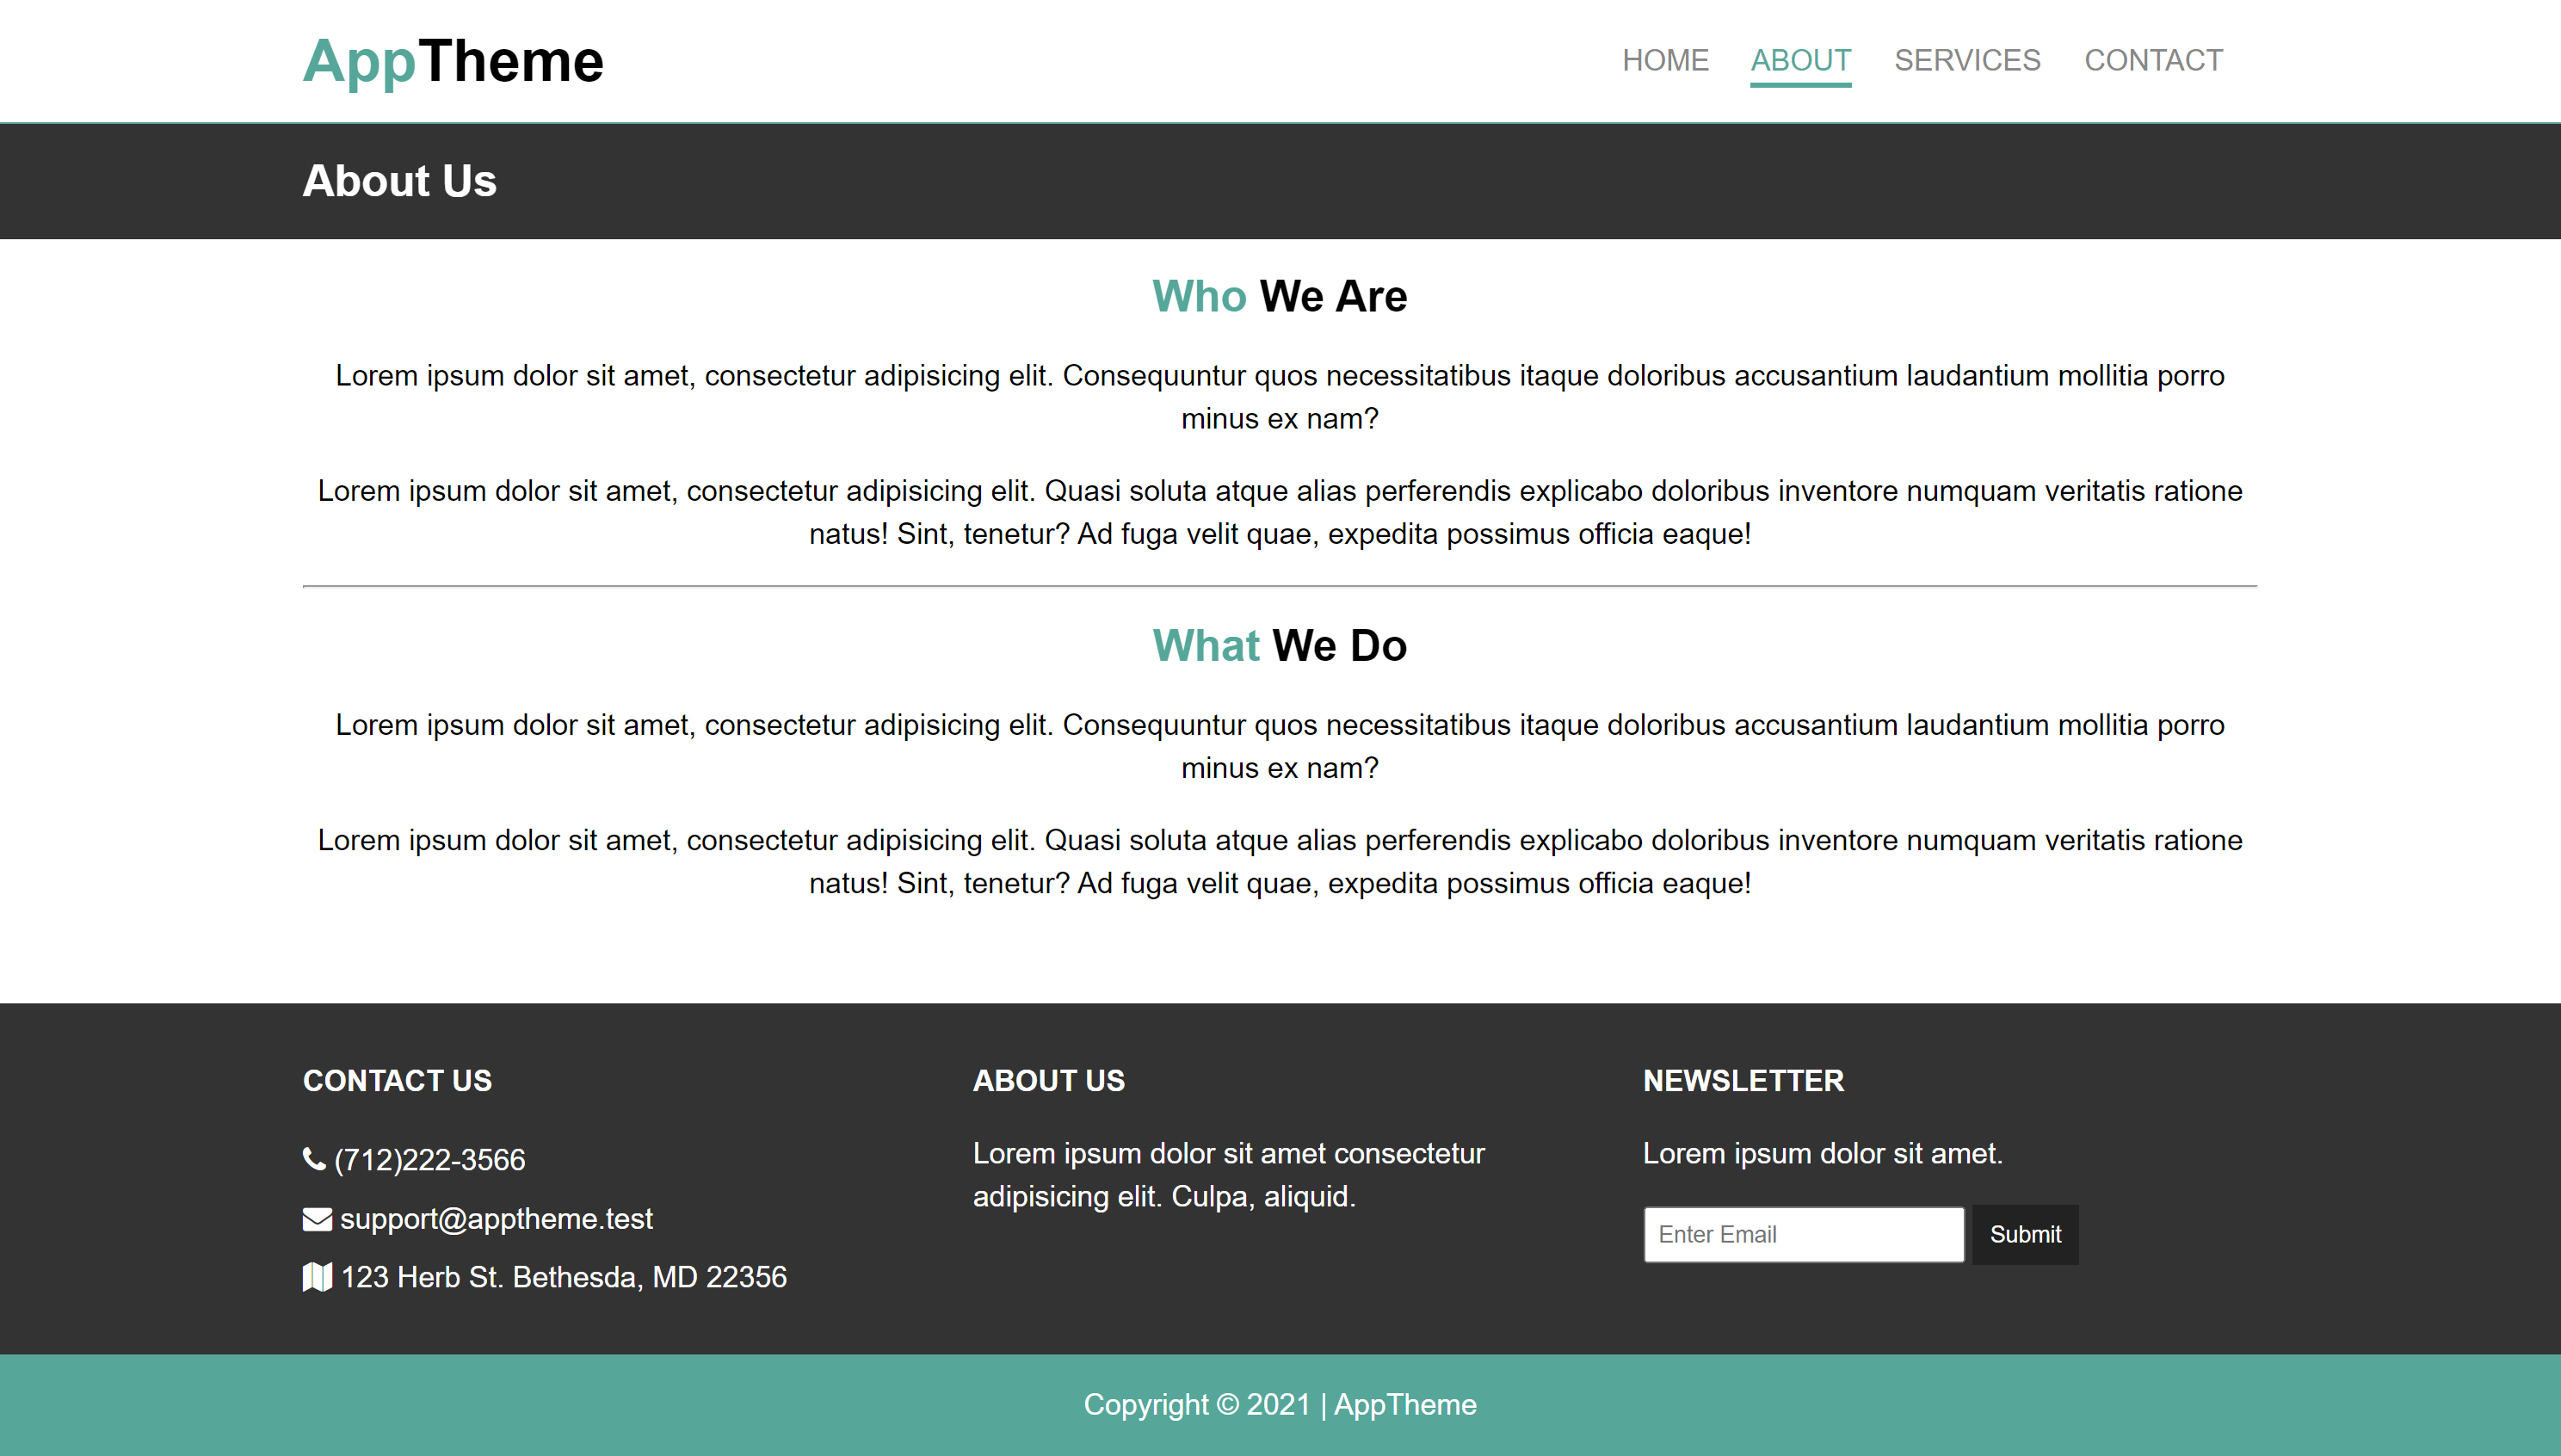 AppTheme
HOME ABOUT SERVICES CONTACT
About Us
Who We Are
Lorem ipsum dolor sit amet, consectetur adipisicing elit. Consequuntur quos necessitatibus itaque doloribus accusantium laudantium mollitia porro
minus ex nam?
Lorem ipsum dolor sit amet, consectetur adipisicing elit. Quasi soluta atque alias perferendis explicabo doloribus inventore numquam veritatis ratione
natus! Sint, tenetur? Ad fuga velit quae, expedita possimus officia eaque!
What We Do
Lorem ipsum dolor sit amet, consectetur adipisicing elit. Consequuntur quos necessitatibus itaque doloribus accusantium laudantium mollitia porro
minus ex nam?
Lorem ipsum dolor sit amet, consectetur adipisicing elit. Quasi soluta atque alias perferendis explicabo doloribus inventore numquam veritatis ratione
natus! Sint, tenetur? Ad fuga velit quae, expedita possimus officia eaque!
CONTACT US
(712)222-3566
support@apptheme.test
123 Herb St. Bethesda, MD 22356
ABOUT US
Lorem ipsum dolor sit amet consectetur
adipisicing elit. Culpa, aliquid.
NEWSLETTER
Lorem ipsum dolor sit amet.
Enter Email Submit
Copyright © 2021 | AppTheme